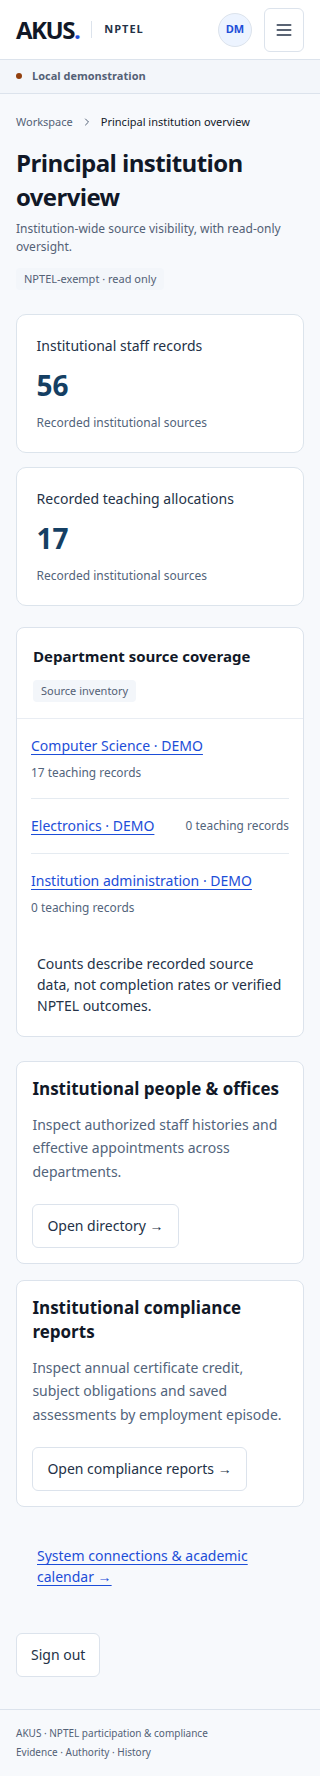 AKUS. NPTEL DM
Local demonstration
Workspace > Principal institution overview
Principal institution
overview
Institution-wide source visibility, with read-only
oversight.
NPTEL-exempt · read only
Institutional staff records
56
Recorded institutional sources
Recorded teaching allocations
17
Recorded institutional sources
Department source coverage
Source inventory
Computer Science · DEMO
17 teaching records
Electronics · DEMO 0 teaching records
Institution administration · DEMO
0 teaching records
Counts describe recorded source
data, not completion rates or verified
NPTEL outcomes.
Institutional people & offices
Inspect authorized staff histories and
effective appointments across
departments.
Open directory →
Institutional compliance
reports
Inspect annual certificate credit,
subject obligations and saved
assessments by employment episode.
Open compliance reports →
System connections & academic
calendar →
Sign out
AKUS · NPTEL participation & compliance
Evidence · Authority · History